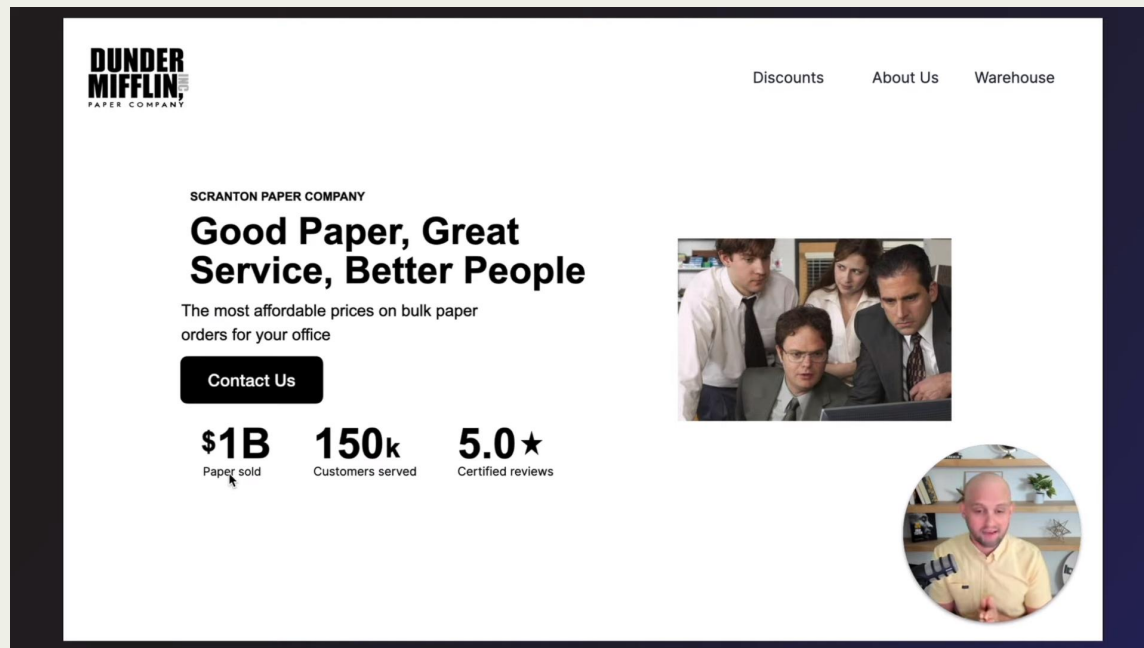 DUNDER
MIFFLIN, INC
PAPER COMPANY
Discounts
About Us
Warehouse
SCRANTON PAPER COMPANY
Good Paper, Great
Service, Better People
The most affordable prices on bulk paper
orders for your office
Contact Us
$1B
Paper sold
150k
Customers served
5.0★
Certified reviews